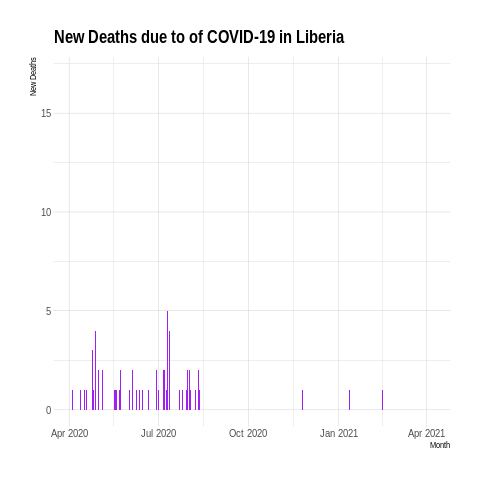 New Deaths due to of COVID-19 in Liberia
New Deaths
15
10
5
0
Apr 2020 Jul 2020 Oct 2020 Jan 2021 Apr 2021
Month